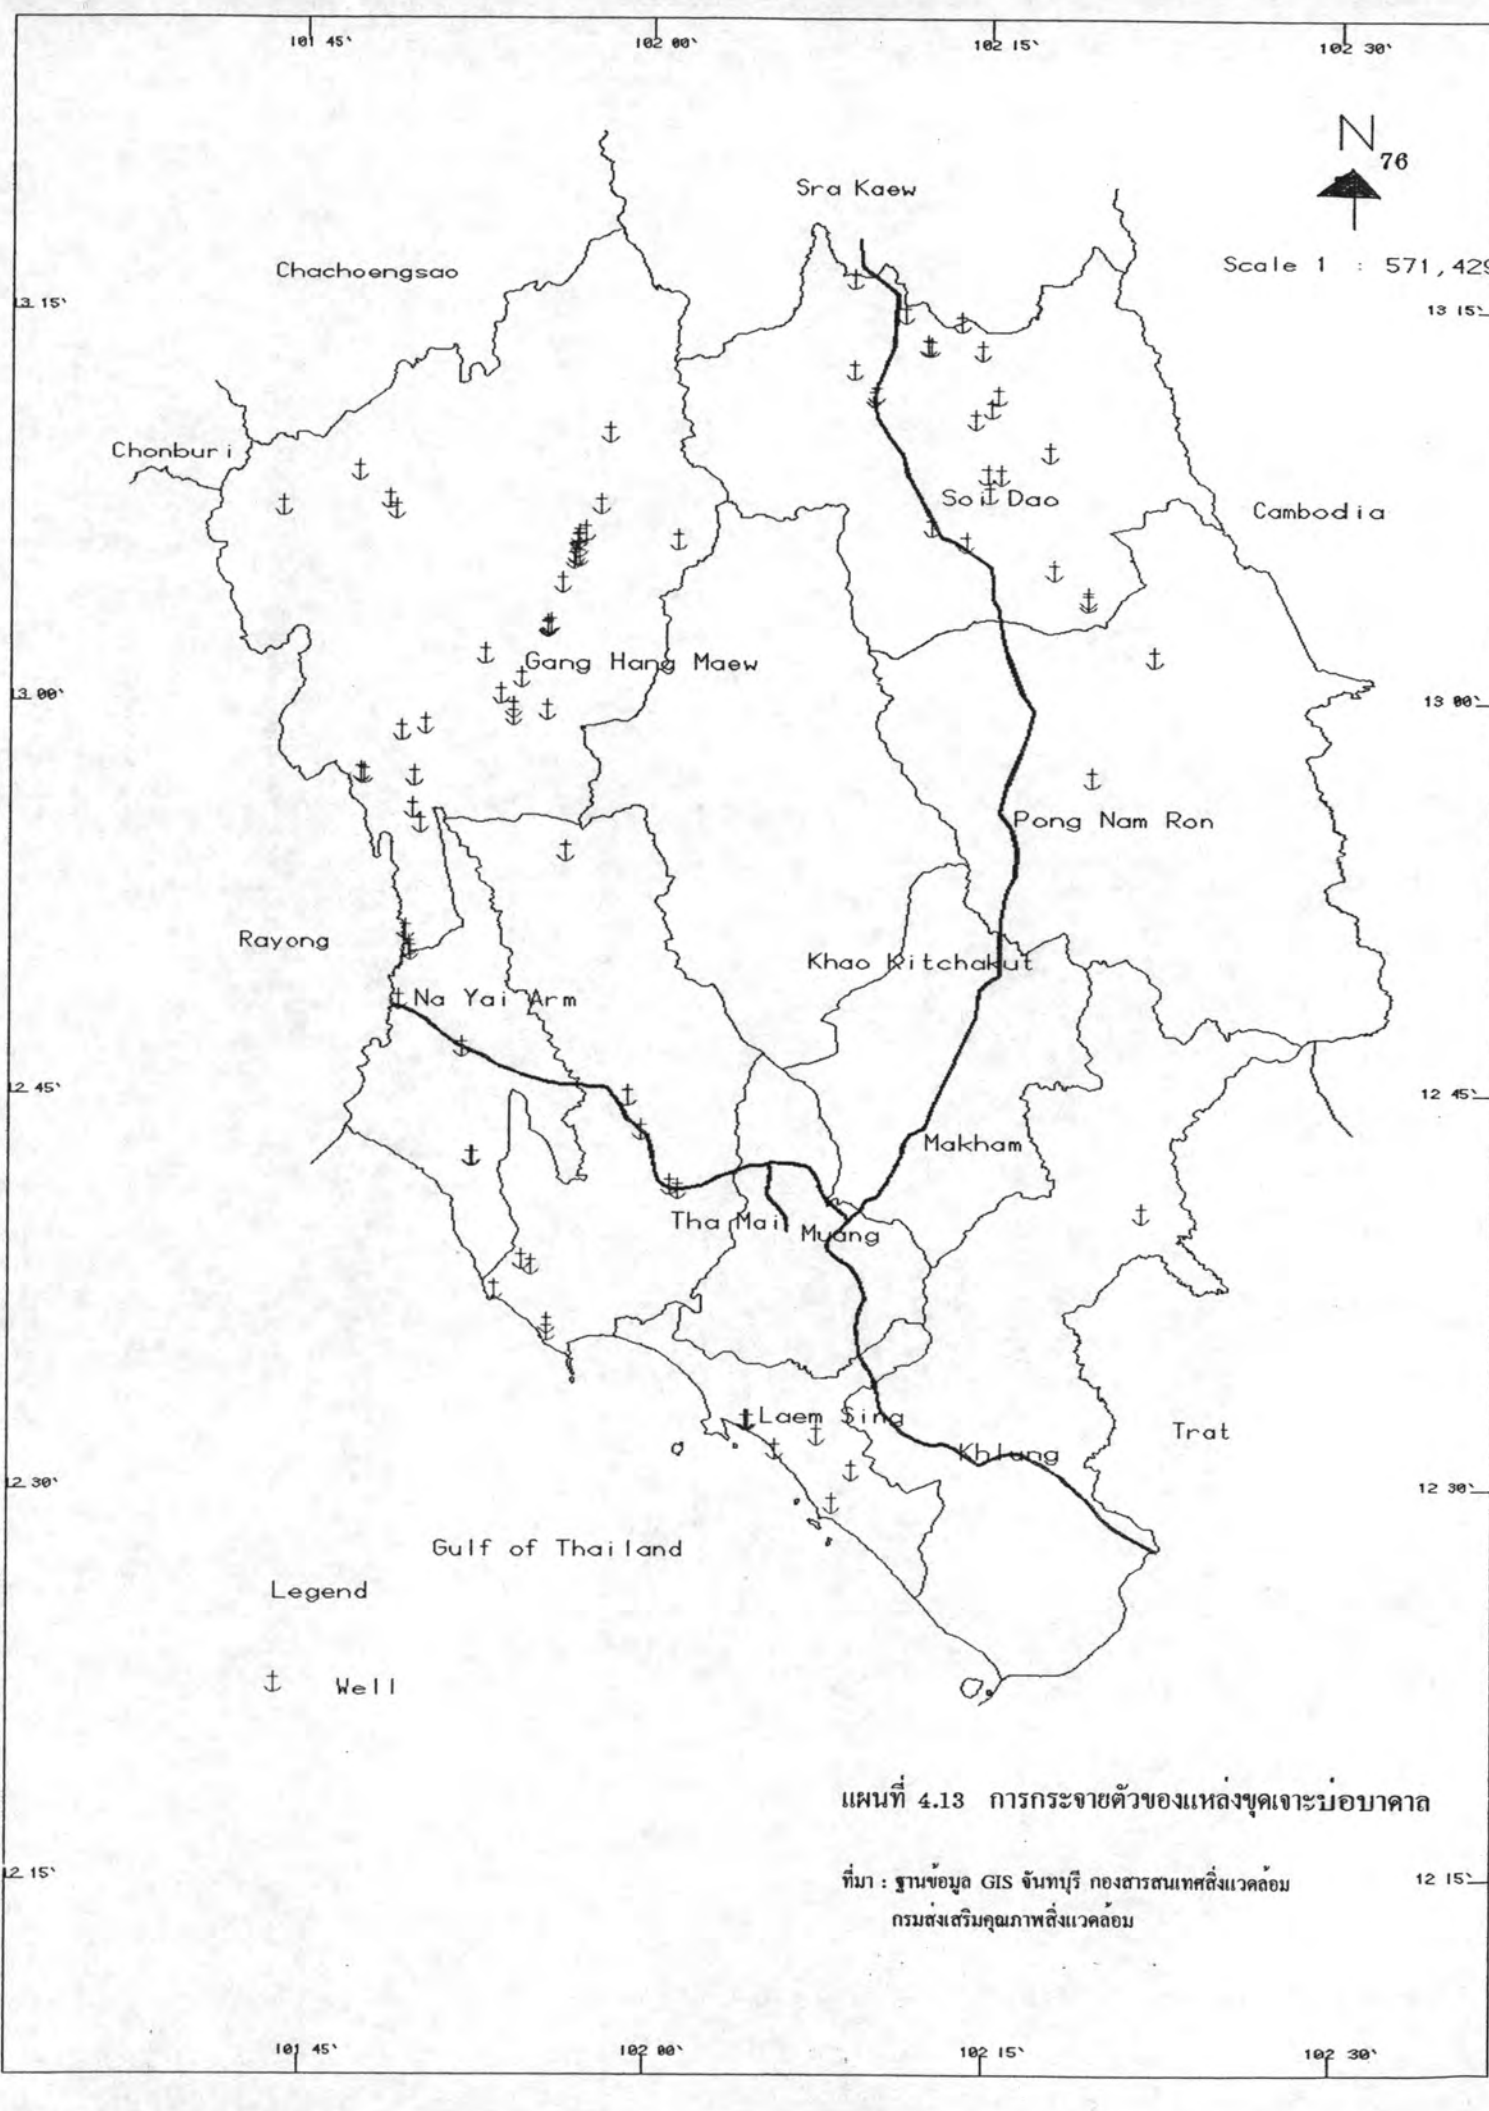 101 45` 102 00` 102 15` 102 30`
N
76
Sra Kaew
Scale 1 : 571,429
Chachoengsao
13 15` 13 15`
Chonburi
Soi Dao
Cambodia
Gang Hang Maew
13 00` 13 00`
Pong Nam Ron
Rayong
Khao Kitchakut
Na Yai Arm
12 45` 12 45`
Makham
Tha Mai
Muang
Laem Sing
Trat
Khlung
12 30` 12 30`
Gulf of Thailand
Legend
Well
แผนที่ 4.13 การกระจายตัวของแหล่งขุดเจาะบ่อบาดาล
12 15` 12 15`
ที่มา : ฐานข้อมูล GIS จันทบุรี กองสารสนเทศสิ่งแวดล้อม
กรมส่งเสริมคุณภาพสิ่งแวดล้อม
101 45` 102 00` 102 15` 102 30`